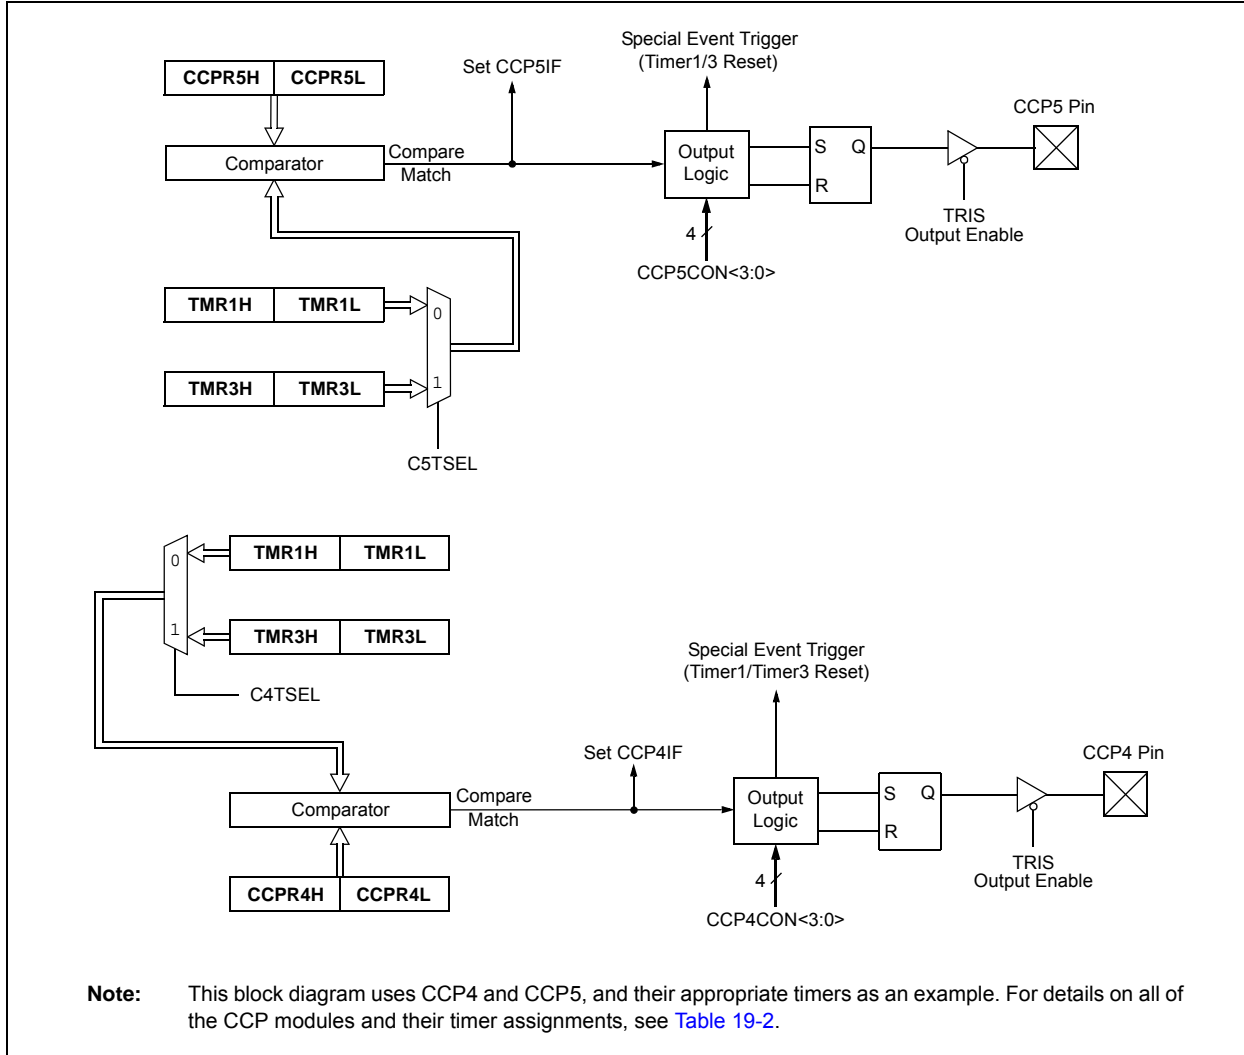 Special Event Trigger
(Timer1/3 Reset)
Set CCP5IF
CCPR5H CCPR5L
CCP5 Pin
Comparator
Compare
Match
Output
Logic
S Q
R
TRIS
Output Enable
4
CCP5CON<3:0>
TMR1H TMR1L
0
TMR3H TMR3L
1
C5TSEL
0
TMR1H TMR1L
1
TMR3H TMR3L
C4TSEL
Special Event Trigger
(Timer1/Timer3 Reset)
Set CCP4IF
CCP4 Pin
Comparator
Compare
Match
Output
Logic
S Q
R
TRIS
Output Enable
4
CCPR4H CCPR4L
CCP4CON<3:0>
Note: This block diagram uses CCP4 and CCP5, and their appropriate timers as an example. For details on all of
the CCP modules and their timer assignments, see Table 19-2.